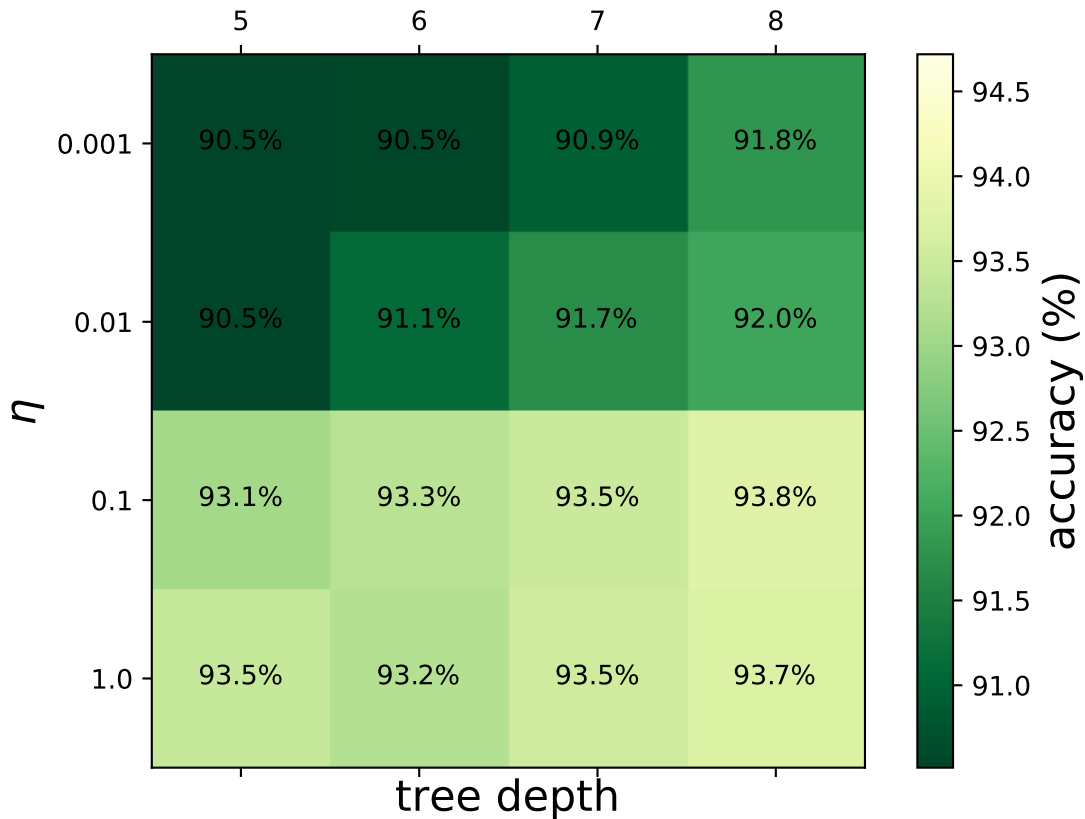 5 6 7 8
94.5
0.001 90.5% 90.5% 90.9% 91.8%
94.0
93.5
0.01 90.5% 91.1% 91.7% 92.0%
93.0
η
accuracy (%)
92.5
0.1 93.1% 93.3% 93.5% 93.8%
92.0
91.5
1.0 93.5% 93.2% 93.5% 93.7%
91.0
tree depth